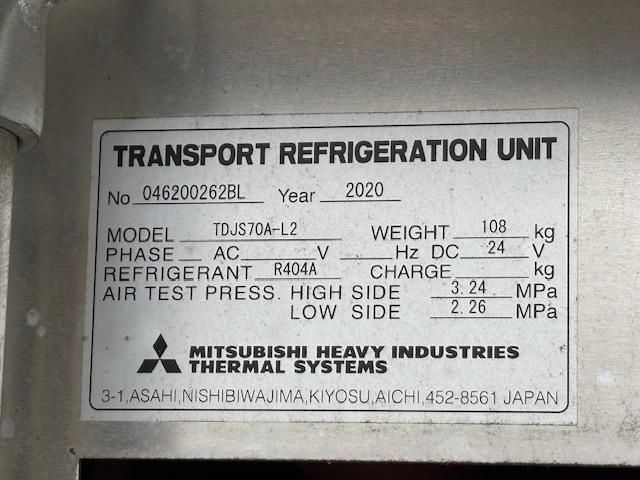 TRANSPORT REFRIGERATION UNIT
No 046200262BL Year 2020
MODEL TDJS70A-L2 WEIGHT 108 kg
PHASE AC V Hz DC 24 V
REFRIGERANT R404A CHARGE kg
AIR TEST PRESS. HIGH SIDE 3.24 MPa
LOW SIDE 2.26 MPa
MITSUBISHI HEAVY INDUSTRIES
THERMAL SYSTEMS
3-1,ASAHI,NISHIBIWAJIMA,KIYOSU,AICHI,452-8561 JAPAN